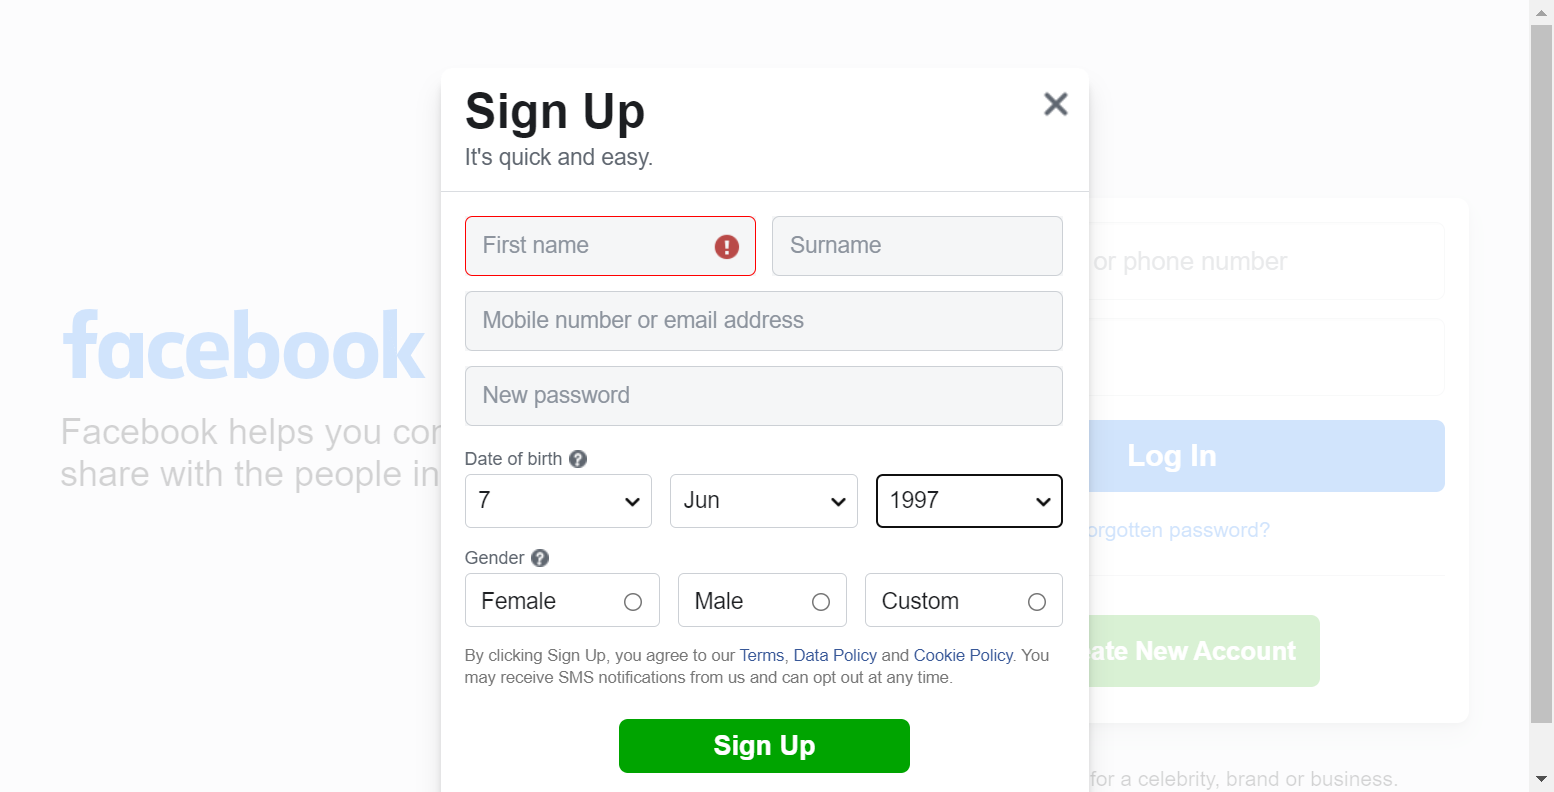 Sign Up
It's quick and easy.
First name
Surname
Mobile number or email address
New password
Date of birth ?
7
Jun
1997
Gender ?
Female
Male
Custom
By clicking Sign Up, you agree to our Terms, Data Policy and Cookie Policy. You
may receive SMS notifications from us and can opt out at any time.
Sign Up
facebook
Facebook helps you
share with the people in
or phone number
Log In
New Account
password?
for a celebrity, brand or business.